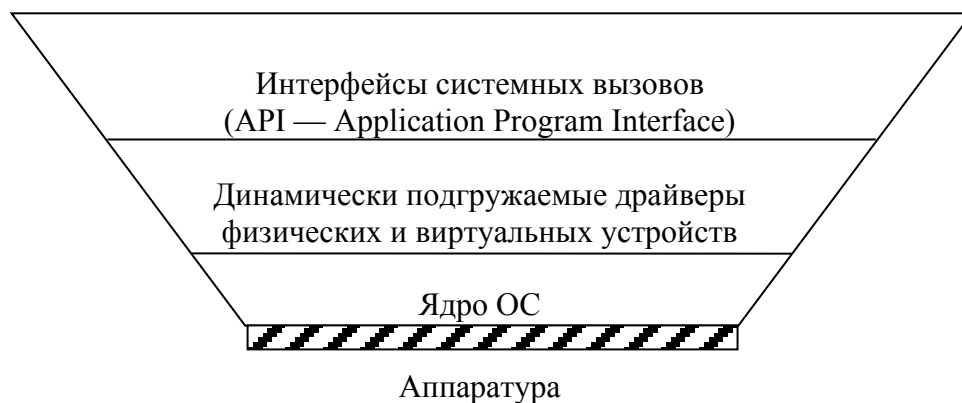 Интерфейсы системных вызовов
(API — Application Program Interface)
Динамически подгружаемые драйверы
физических и виртуальных устройств
Ядро ОС
Аппаратура